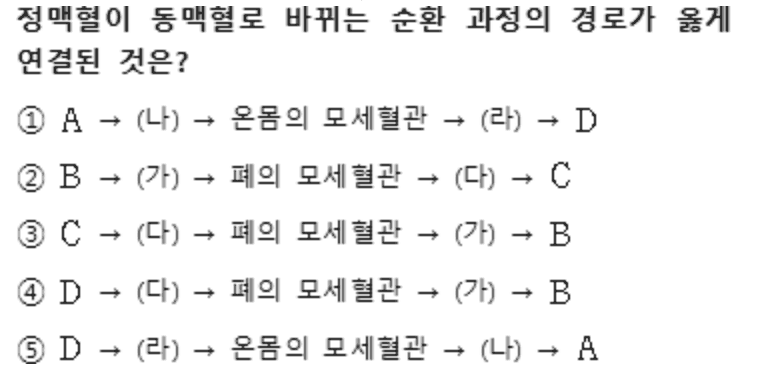 정맥혈이 동맥혈로 바뀌는 순환 과정의 경로가 옳게
연결된 것은?
① A → (나) → 온몸의 모세혈관 → (라) → D
② B → (가) → 폐의 모세혈관 → (다) → C
③ C → (다) → 폐의 모세혈관 → (가) → B
④ D → (다) → 폐의 모세혈관 → (가) → B
⑤ D → (라) → 온몸의 모세혈관 → (나) → A